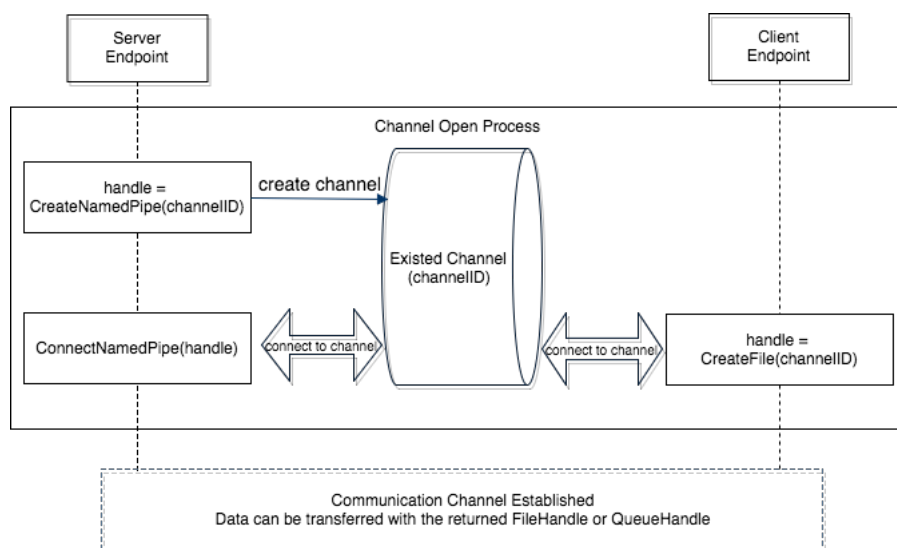 Server
Endpoint
Client
Endpoint
Channel Open Process
handle =
CreateNamedPipe(channelID)
create channel
Existed Channel
(channelID)
ConnectNamedPipe(handle)
connect to channel
connect to channel
handle =
CreateFile(channelID)
Communication Channel Established
Data can be transferred with the returned FileHandle or QueueHandle